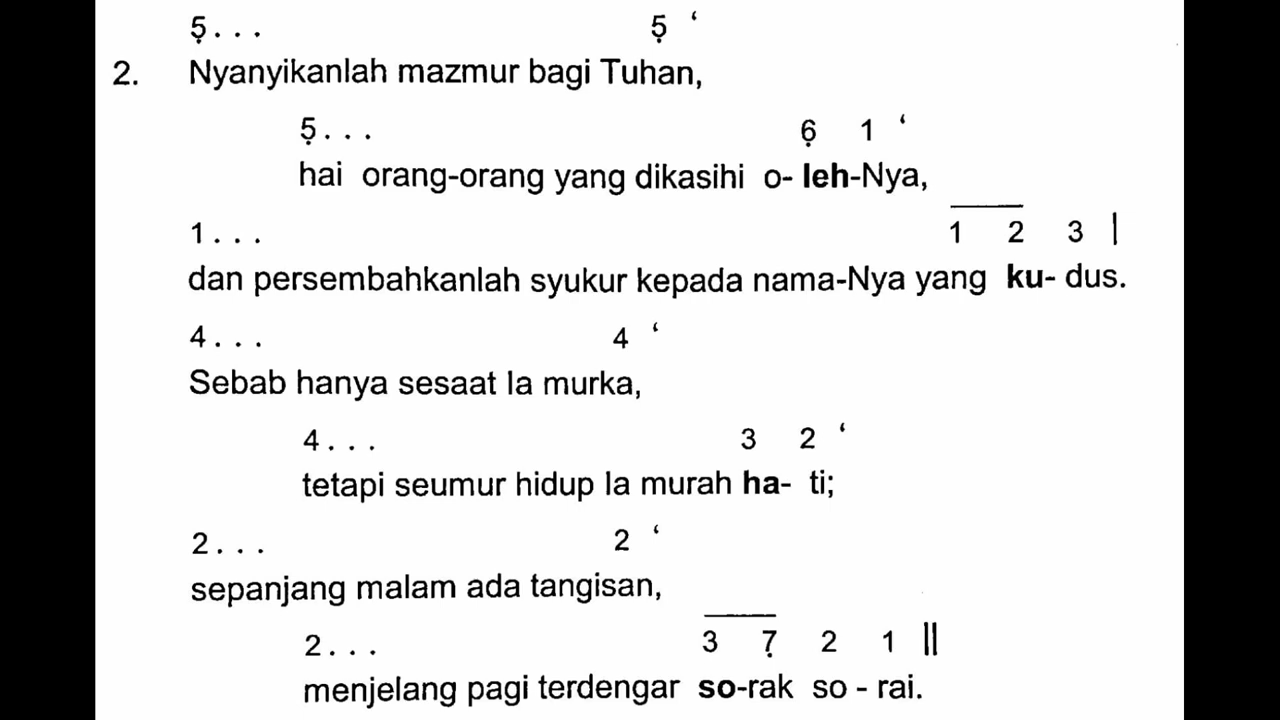 5̣... 5̣ ‘
2. Nyanyikanlah mazmur bagi Tuhan,
5̣... 6̣ 1 ‘
hai orang-orang yang dikasihi o- leh-Nya,
1... 1 2 3 |
dan persembahkanlah syukur kepada nama-Nya yang ku- dus.
4... 4 ‘
Sebab hanya sesaat Ia murka,
4... 3 2 ‘
tetapi seumur hidup Ia murah ha- ti;
2... 2 ‘
sepanjang malam ada tangisan,
2... 3 7̣ 2 1 ||
menjelang pagi terdengar so-rak so - rai.